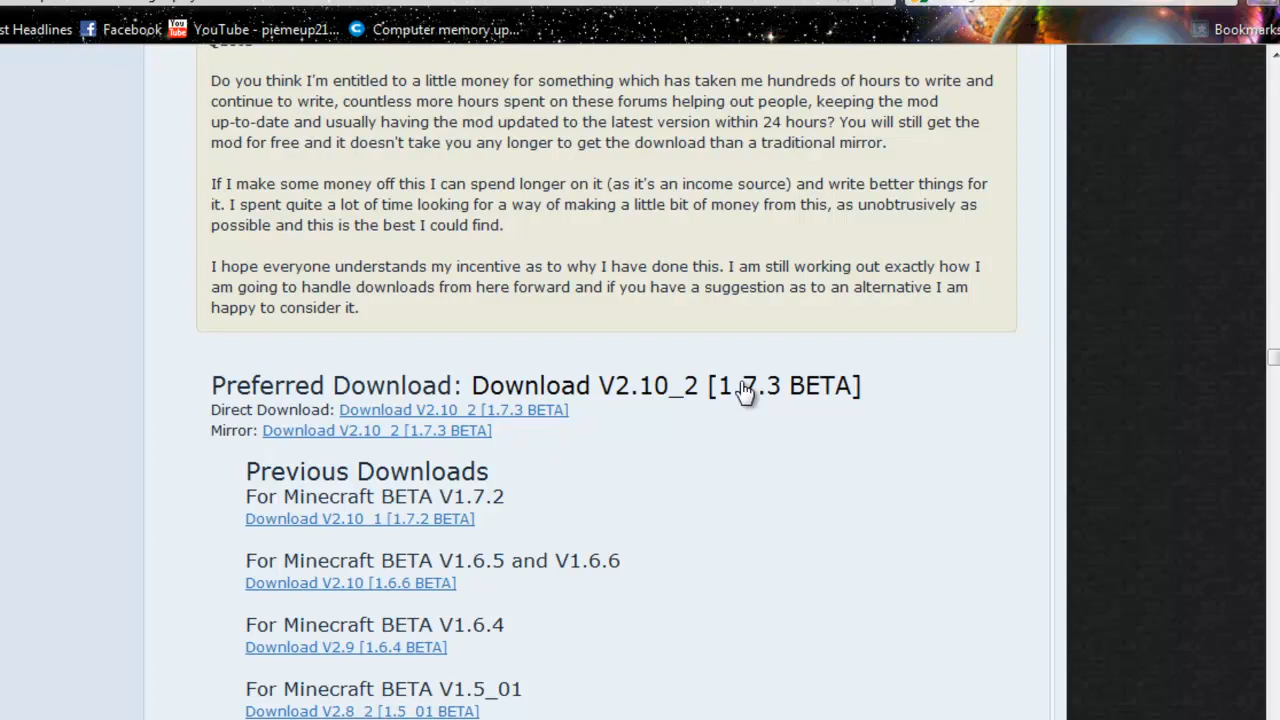 st Headlines Facebook YouTube - piemeup21... Computer memory up... Bookmarks
Do you think I'm entitled to a little money for something which has taken me hundreds of hours to write and
continue to write, countless more hours spent on these forums helping out people, keeping the mod
up-to-date and usually having the mod updated to the latest version within 24 hours? You will still get the
mod for free and it doesn't take you any longer to get the download than a traditional mirror.
If I make some money off this I can spend longer on it (as it's an income source) and write better things for
it. I spent quite a lot of time looking for a way of making a little bit of money from this, as unobtrusively as
possible and this is the best I could find.
I hope everyone understands my incentive as to why I have done this. I am still working out exactly how I
am going to handle downloads from here forward and if you have a suggestion as to an alternative I am
happy to consider it.
Preferred Download: Download V2.10_2 [1.7.3 BETA]
Direct Download: Download V2.10_2 [1.7.3 BETA]
Mirror: Download V2.10_2 [1.7.3 BETA]
Previous Downloads
For Minecraft BETA V1.7.2
Download V2.10_1 [1.7.2 BETA]
For Minecraft BETA V1.6.5 and V1.6.6
Download V2.10 [1.6.6 BETA]
For Minecraft BETA V1.6.4
Download V2.9 [1.6.4 BETA]
For Minecraft BETA V1.5_01
Download V2.8_2 [1.5_01 BETA]